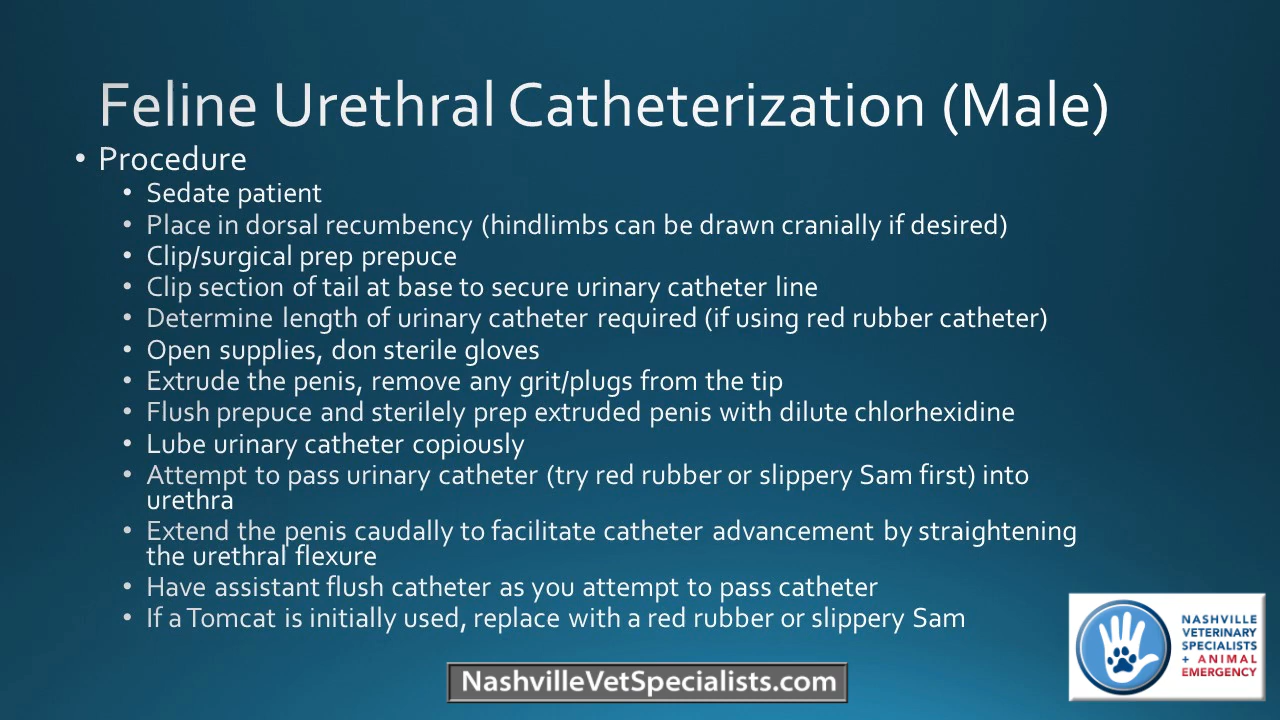 Feline Urethral Catheterization (Male)
• Procedure
• Sedate patient
• Place in dorsal recumbency (hindlimbs can be drawn cranially if desired)
• Clip/surgical prep prepuce
• Clip section of tail at base to secure urinary catheter line
• Determine length of urinary catheter required (if using red rubber catheter)
• Open supplies, don sterile gloves
• Extrude the penis, remove any grit/plugs from the tip
• Flush prepuce and sterilely prep extruded penis with dilute chlorhexidine
• Lube urinary catheter copiously
• Attempt to pass urinary catheter (try red rubber or slippery Sam first) into
urethra
• Extend the penis caudally to facilitate catheter advancement by straightening
the urethral flexure
• Have assistant flush catheter as you attempt to pass catheter
• If a Tomcat is initially used, replace with a red rubber or slippery Sam
NASHVILLE
VETERINARY
SPECIALISTS
+ ANIMAL
EMERGENCY
NashvilleVetSpecialists.com